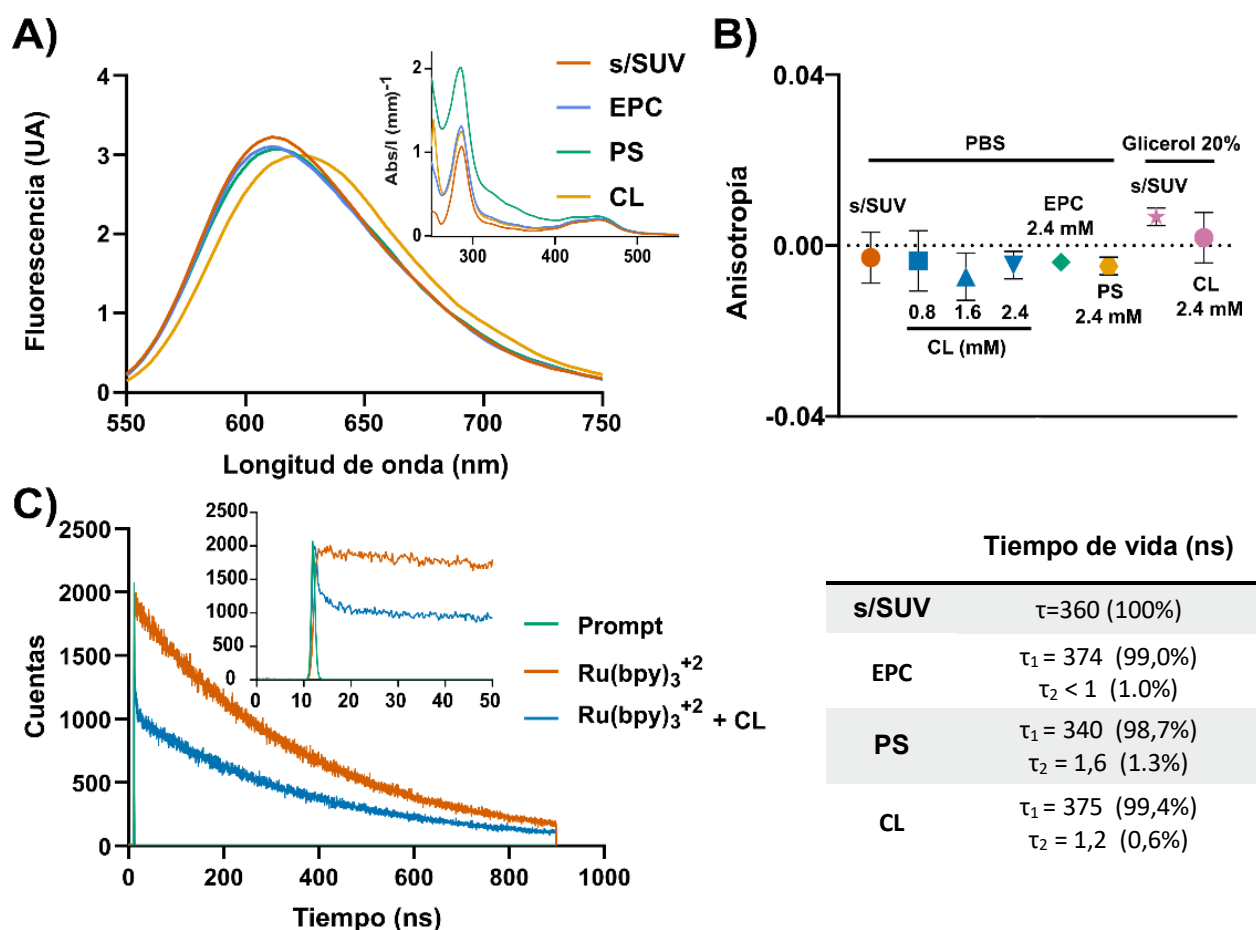 A)
4
3
2
1
0
550
600
650
700
750
Fluorescencia (UA)
Longitud de onda (nm)
2
1
0
300
400
500
Abs/l (mm)-1
s/SUV
EPC
PS
CL
B)
0.04
0.00
-0.04
Anisotropía
PBS
Glicerol 20%
s/SUV
s/SUV
EPC
2.4 mM
0.8
1.6
2.4
CL (mM)
PS
2.4 mM
CL
2.4 mM
C)
2500
2000
1500
1000
500
0
0
200
400
600
800
1000
Cuentas
Tiempo (ns)
2500
2000
1500
1000
500
0
0
10
20
30
40
50
Prompt
Ru(bpy)3+2
Ru(bpy)3+2 + CL
Tiempo de vida (ns)
s/SUV
τ=360 (100%)
EPC
τ1 = 374 (99,0%)
τ2 < 1 (1.0%)
PS
τ1 = 340 (98,7%)
τ2 = 1,6 (1.3%)
CL
τ1 = 375 (99,4%)
τ2 = 1,2 (0,6%)